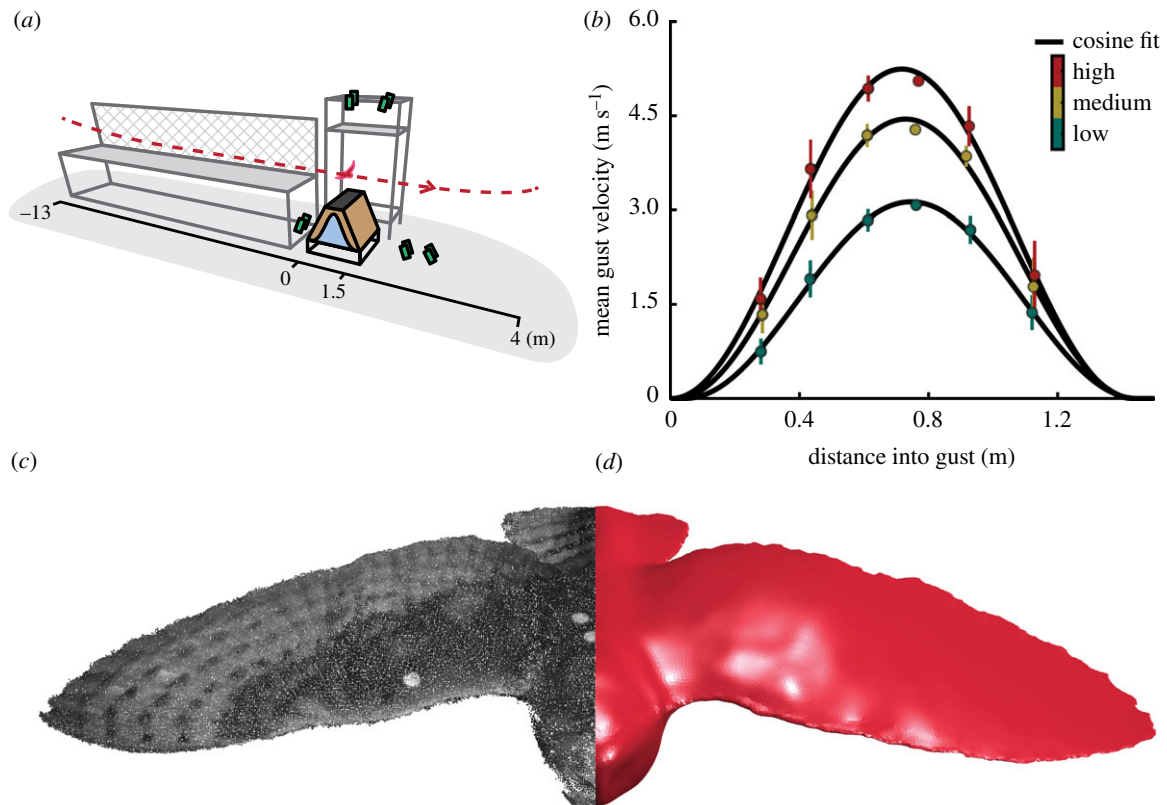 (a)
–13
0
1.5
4 (m)
(b)
6.0
4.5
3.0
1.5
0
mean gust velocity (m s–1)
cosine fit
high
medium
low
0
0.4
0.8
1.2
distance into gust (m)
(c)
(d)